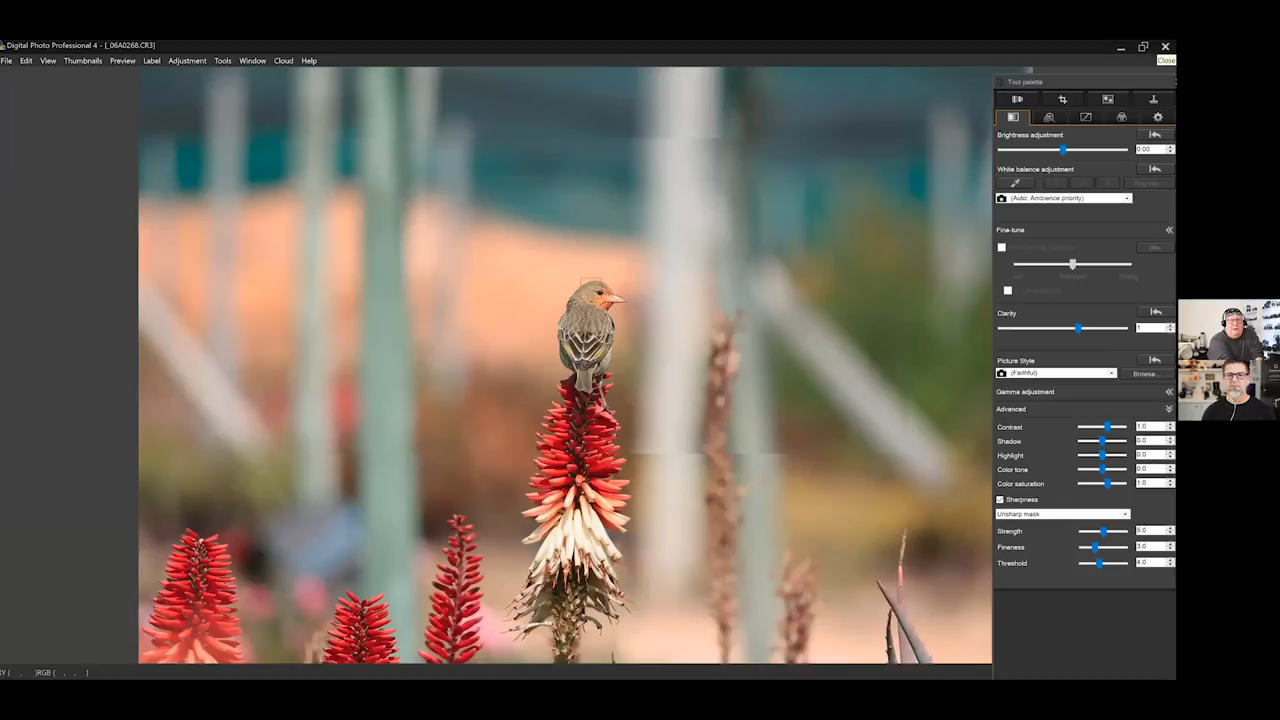 Digital Photo Professional 4 - [_06A0268.CR3]
File Edit View Thumbnails Preview Label Adjustment Tools Window Cloud Help
Close
Tool palette
Brightness adjustment
0.00
White balance adjustment
(Auto: Ambience priority)
Fine-tune
Clarity
1
Picture Style
(Faithful)
Browse...
Gamma adjustment
Advanced
Contrast 1.0
Shadow 0.0
Highlight 0.0
Color tone 0.0
Color saturation 1.0
Sharpness
Unsharp mask
Strength 5.0
Fineness 3.0
Threshold 4.0
XY ( , )RGB ( , , )